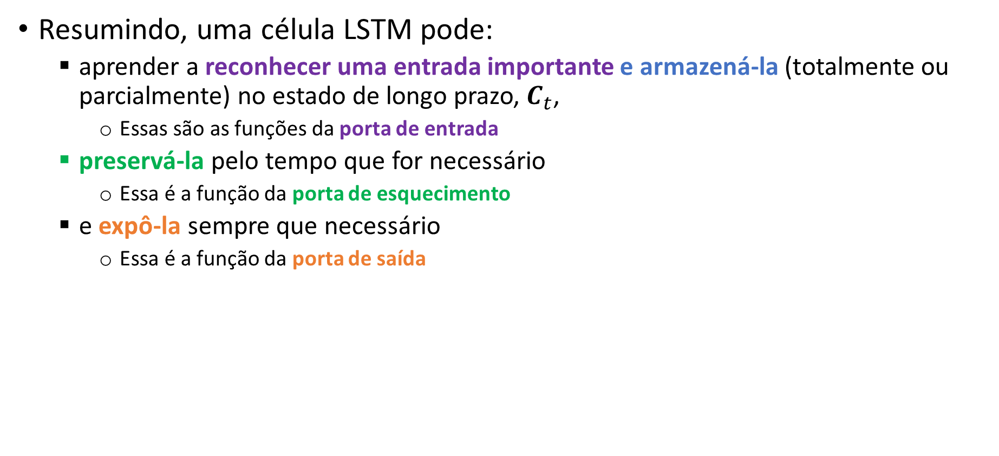 • Resumindo, uma célula LSTM pode:
▪ aprender a reconhecer uma entrada importante e armazená-la (totalmente ou
parcialmente) no estado de longo prazo, 𝑪ₜ,
o Essas são as funções da porta de entrada
▪ preservá-la pelo tempo que for necessário
o Essa é a função da porta de esquecimento
▪ e expô-la sempre que necessário
o Essa é a função da porta de saída